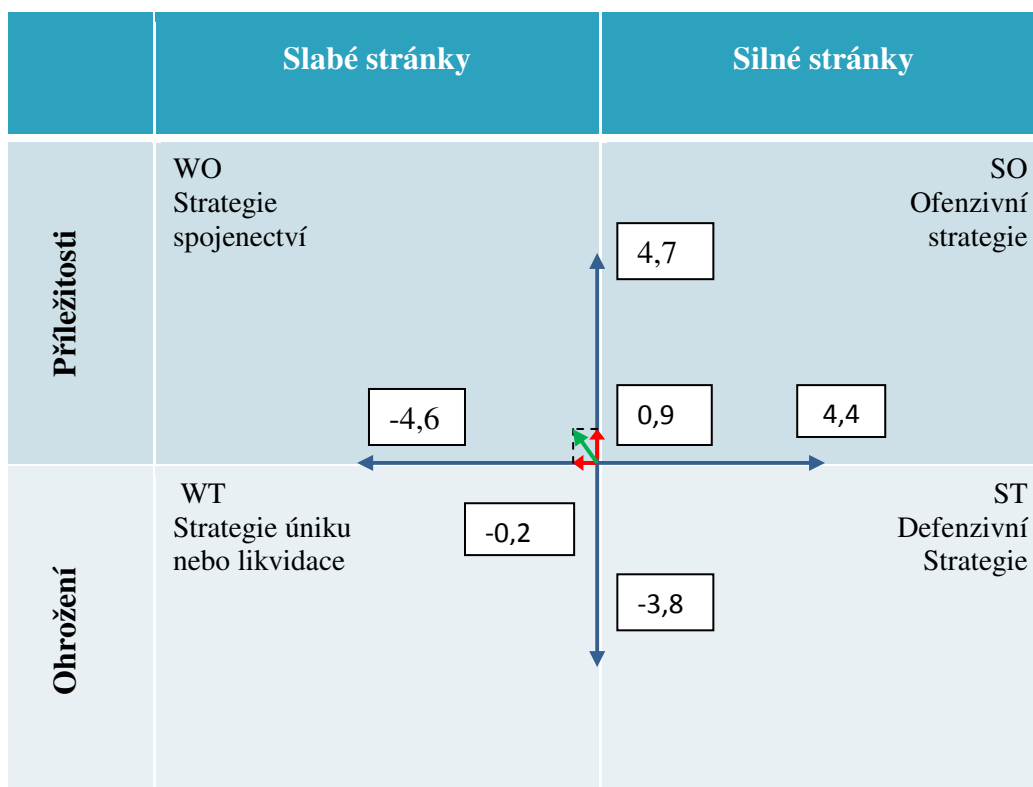 Slabé stránky
Silné stránky
Příležitosti
WO
Strategie
spojenectví
SO
Ofenzivní
strategie
4,7
-4,6
0,9
4,4
Ohrožení
WT
Strategie úniku
nebo likvidace
-0,2
ST
Defenzivní
Strategie
-3,8